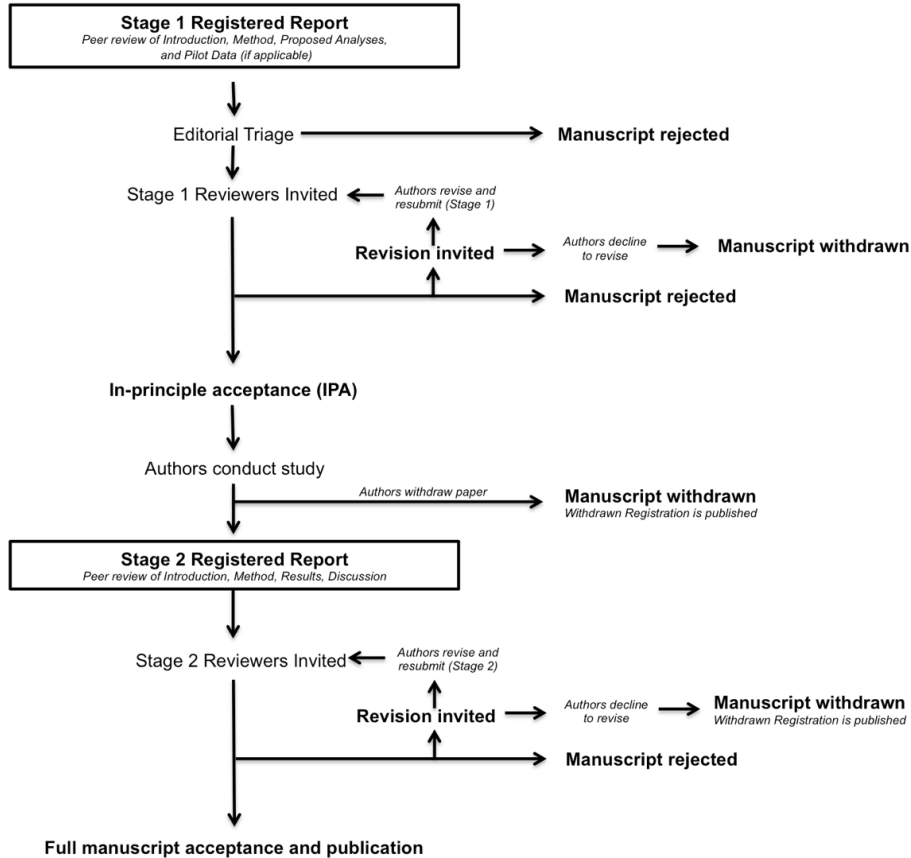 Stage 1 Registered Report
Peer review of Introduction, Method, Proposed Analyses,
and Pilot Data (if applicable)
Editorial Triage
Manuscript rejected
Stage 1 Reviewers Invited
Authors revise and
resubmit (Stage 1)
Revision invited
Authors decline
to revise
Manuscript withdrawn
Manuscript rejected
In-principle acceptance (IPA)
Authors conduct study
Authors withdraw paper
Manuscript withdrawn
Withdrawn Registration is published
Stage 2 Registered Report
Peer review of Introduction, Method, Results, Discussion
Stage 2 Reviewers Invited
Authors revise and
resubmit (Stage 2)
Revision invited
Authors decline
to revise
Manuscript withdrawn
Withdrawn Registration is published
Manuscript rejected
Full manuscript acceptance and publication